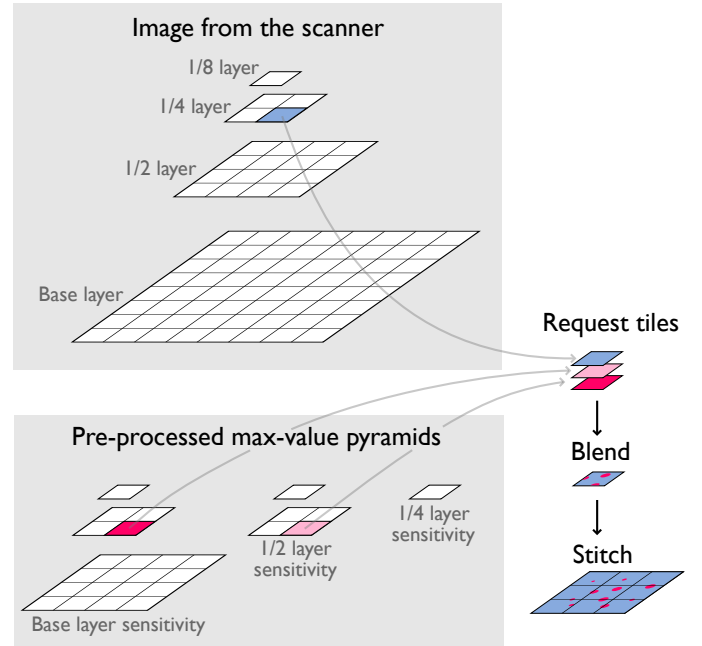 Image from the scanner
1/8 layer
1/4 layer
1/2 layer
Base layer
Request tiles
Pre-processed max-value pyramids
Blend
1/4 layer
sensitivity
1/2 layer
sensitivity
Stitch
Base layer sensitivity